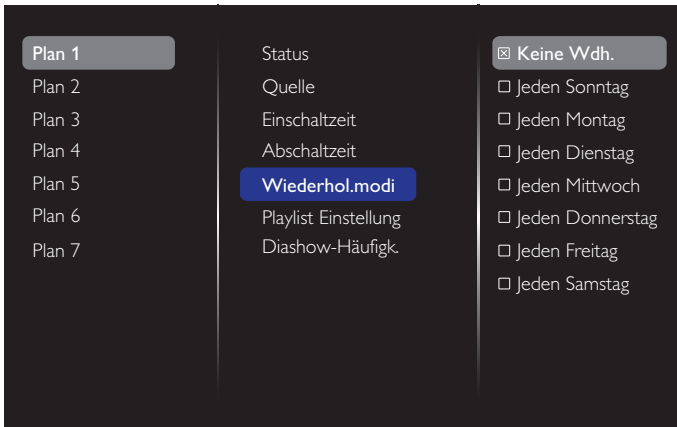 Plan 1
Plan 2
Plan 3
Plan 4
Plan 5
Plan 6
Plan 7
Status
Quelle
Einschaltzeit
Abschaltzeit
Wiederhol.modi
Playlist Einstellung
Diashow-Häufigk.
Keine Wdh.
Jeden Sonntag
Jeden Montag
Jeden Dienstag
Jeden Mittwoch
Jeden Donnerstag
Jeden Freitag
Jeden Samstag